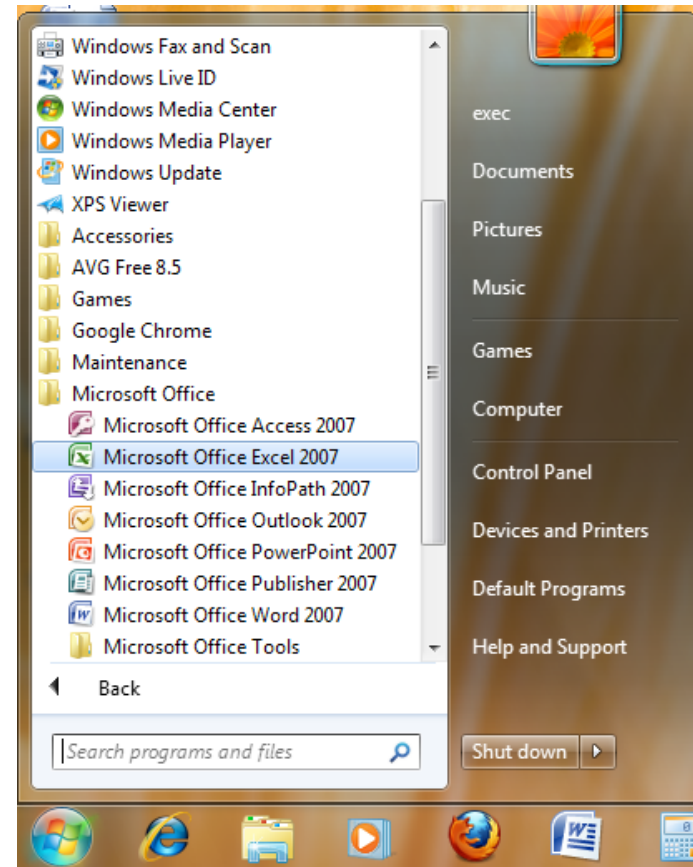 Windows Fax and Scan
Windows Live ID
Windows Media Center
Windows Media Player
Windows Update
XPS Viewer
Accessories
AVG Free 8.5
Games
Google Chrome
Maintenance
Microsoft Office
Microsoft Office Access 2007
Microsoft Office Excel 2007
Microsoft Office InfoPath 2007
Microsoft Office Outlook 2007
Microsoft Office PowerPoint 2007
Microsoft Office Publisher 2007
Microsoft Office Word 2007
Microsoft Office Tools
Back
Search programs and files
exec
Documents
Pictures
Music
Games
Computer
Control Panel
Devices and Printers
Default Programs
Help and Support
Shut down